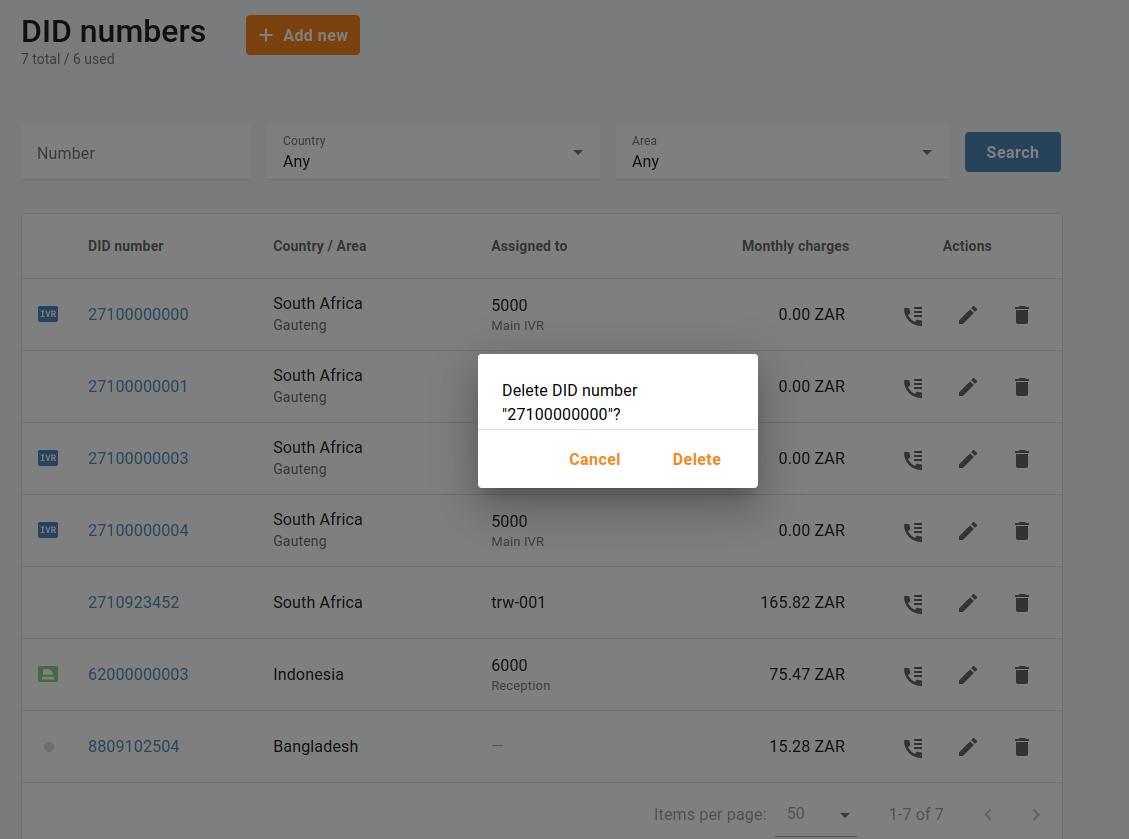 DID numbers
+ Add new
7 total / 6 used
Number
Country
Any
Area
Any
Search
DID number Country / Area Assigned to Monthly charges Actions
IVR 27100000000 South Africa 5000 0.00 ZAR
Gauteng Main IVR
27100000001 South Africa 0.00 ZAR
Gauteng
Delete DID number
"27100000000"?
Cancel Delete
IVR 27100000003 South Africa 0.00 ZAR
Gauteng
IVR 27100000004 South Africa 5000 0.00 ZAR
Gauteng Main IVR
2710923452 South Africa trw-001 165.82 ZAR
62000000003 Indonesia 6000 75.47 ZAR
Reception
8809102504 Bangladesh — 15.28 ZAR
Items per page: 50 1-7 of 7